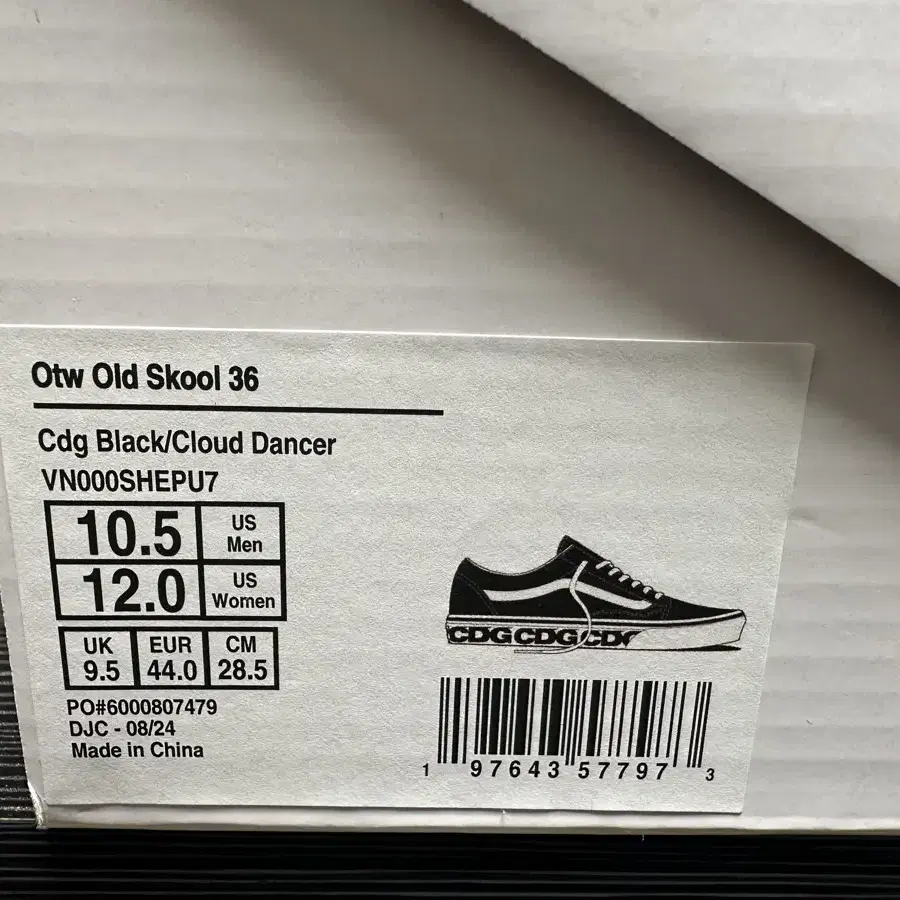 Otw Old Skool 36
Cdg Black/Cloud Dancer
VN000SHEPU7
10.5 US Men
12.0 US Women
UK EUR CM
9.5 44.0 28.5
PO#6000807479
DJC - 08/24
Made in China
CDGCDGCDG
1 97643 57797 3